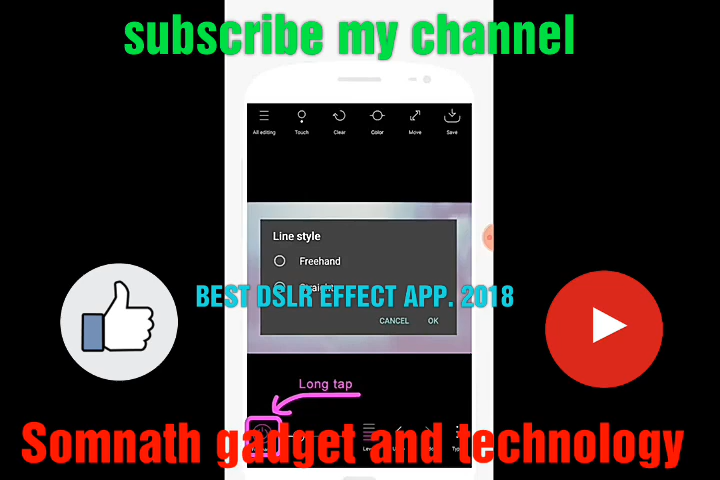 subscribe my channel
All editing Touch Clear Color Move Save
Line style
Freehand
Straight
BEST DSLR EFFECT APP. 2018
CANCEL OK
Long tap
Somnath gadget and technology